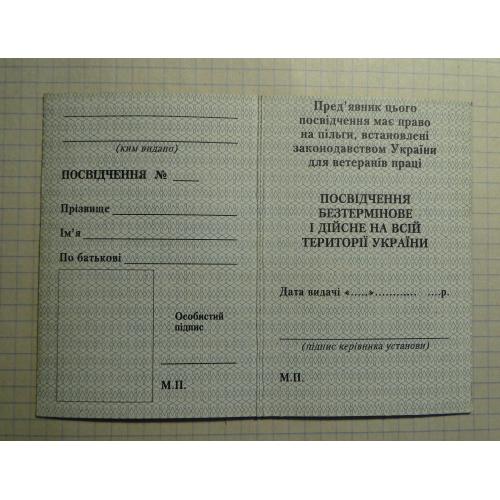 (ким видано)
ПОСВІДЧЕННЯ № ____
Прізвище
Ім'я
По батькові
Особистий
підпис
М.П.
Пред'явник цього
посвідчення має право
на пільги, встановлені
законодавством України
для ветеранів праці
ПОСВІДЧЕННЯ
БЕЗТЕРМІНОВЕ
І ДІЙСНЕ НА ВСІЙ
ТЕРИТОРІЇ УКРАЇНИ
Дата видачі «.....»............ ....р.
(підпис керівника установи)
М.П.